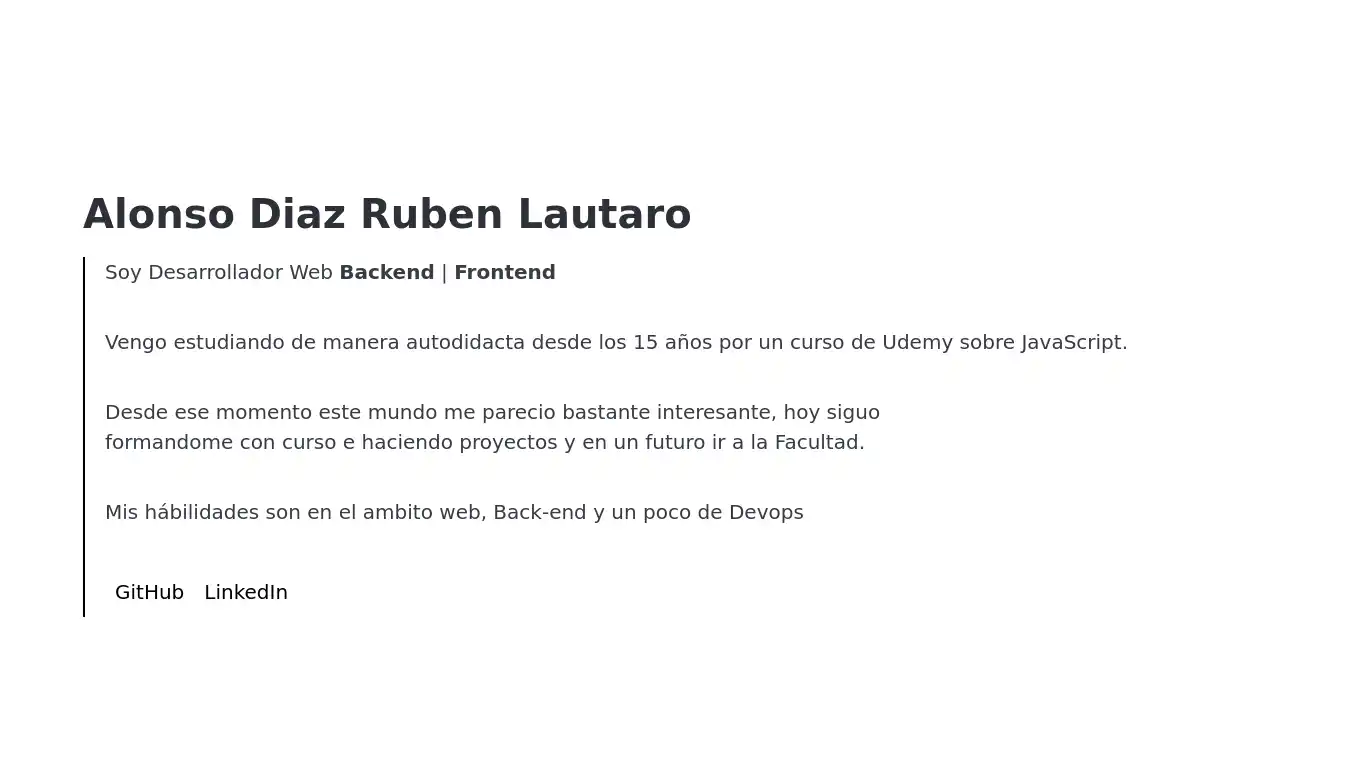 Alonso Diaz Ruben Lautaro
Soy Desarrollador Web Backend | Frontend
Vengo estudiando de manera autodidacta desde los 15 años por un curso de Udemy sobre JavaScript.
Desde ese momento este mundo me parecio bastante interesante, hoy siguo
formandome con curso e haciendo proyectos y en un futuro ir a la Facultad.
Mis hábilidades son en el ambito web, Back-end y un poco de Devops
GitHub LinkedIn